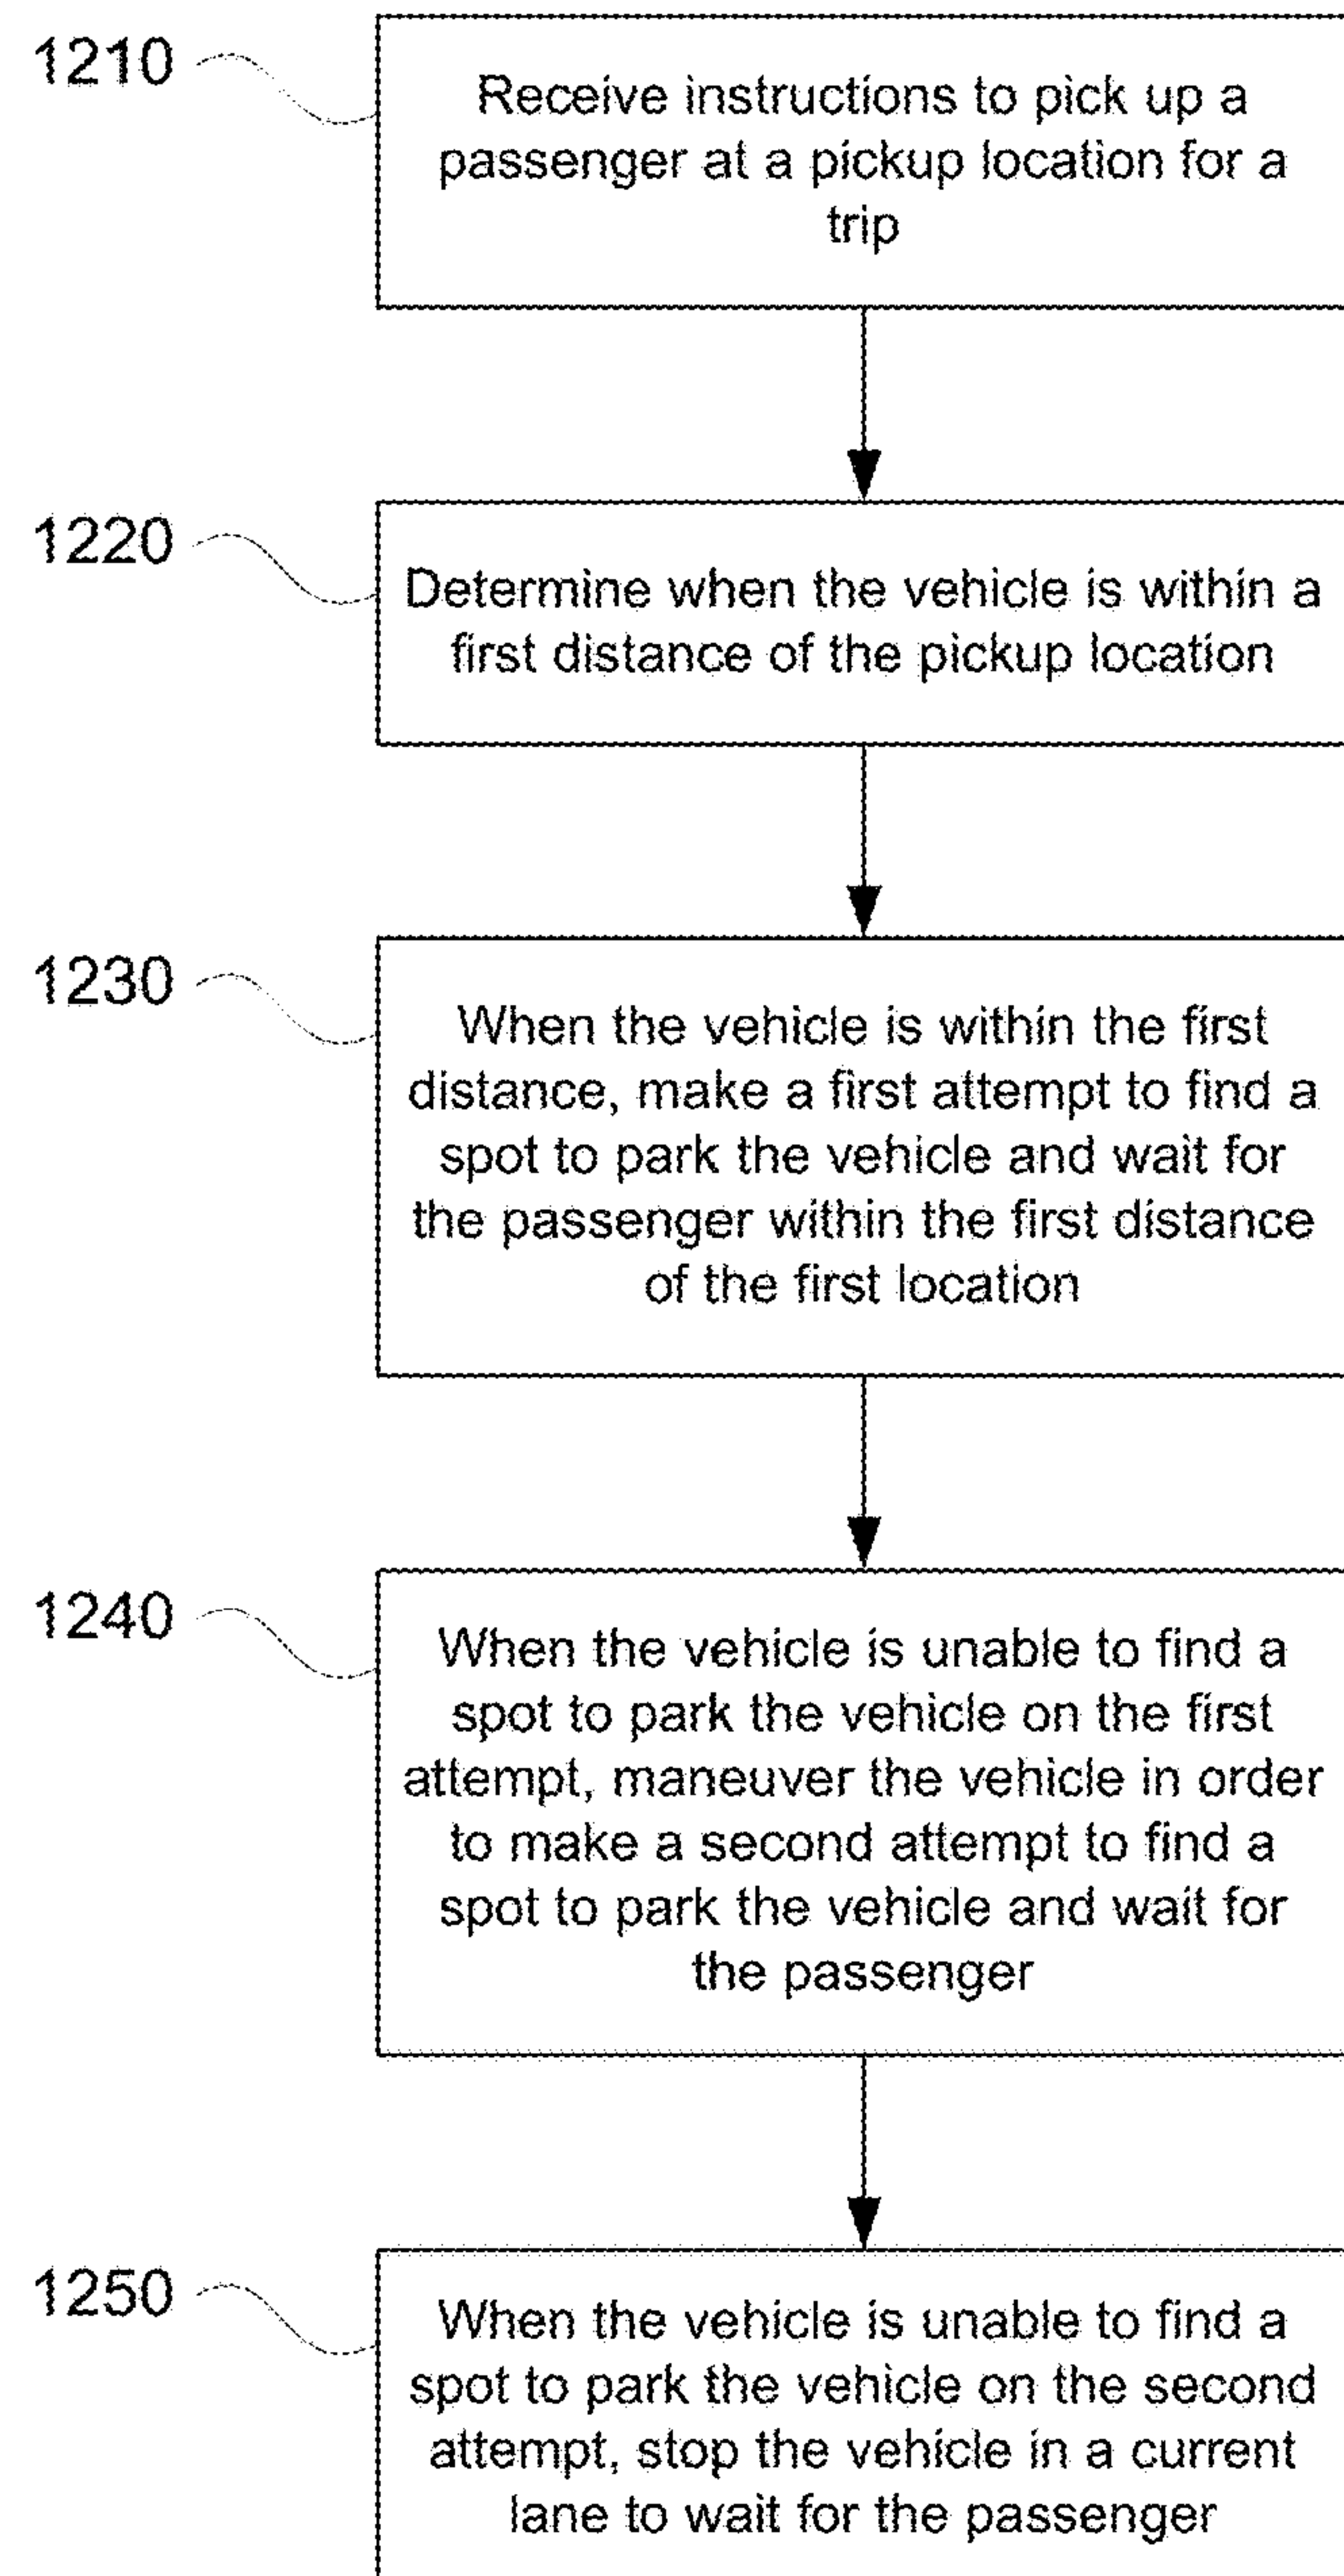 1210
Receive instructions to pick up a
passenger at a pickup location for a
trip
1220
Determine when the vehicle is within a
first distance of the pickup location
1230
When the vehicle is within the first
distance, make a first attempt to find a
spot to park the vehicle and wait for
the passenger within the first distance
of the first location
1240
When the vehicle is unable to find a
spot to park the vehicle on the first
attempt, maneuver the vehicle in order
to make a second attempt to find a
spot to park the vehicle and wait for
the passenger
1250
When the vehicle is unable to find a
spot to park the vehicle on the second
attempt, stop the vehicle in a current
lane to wait for the passenger